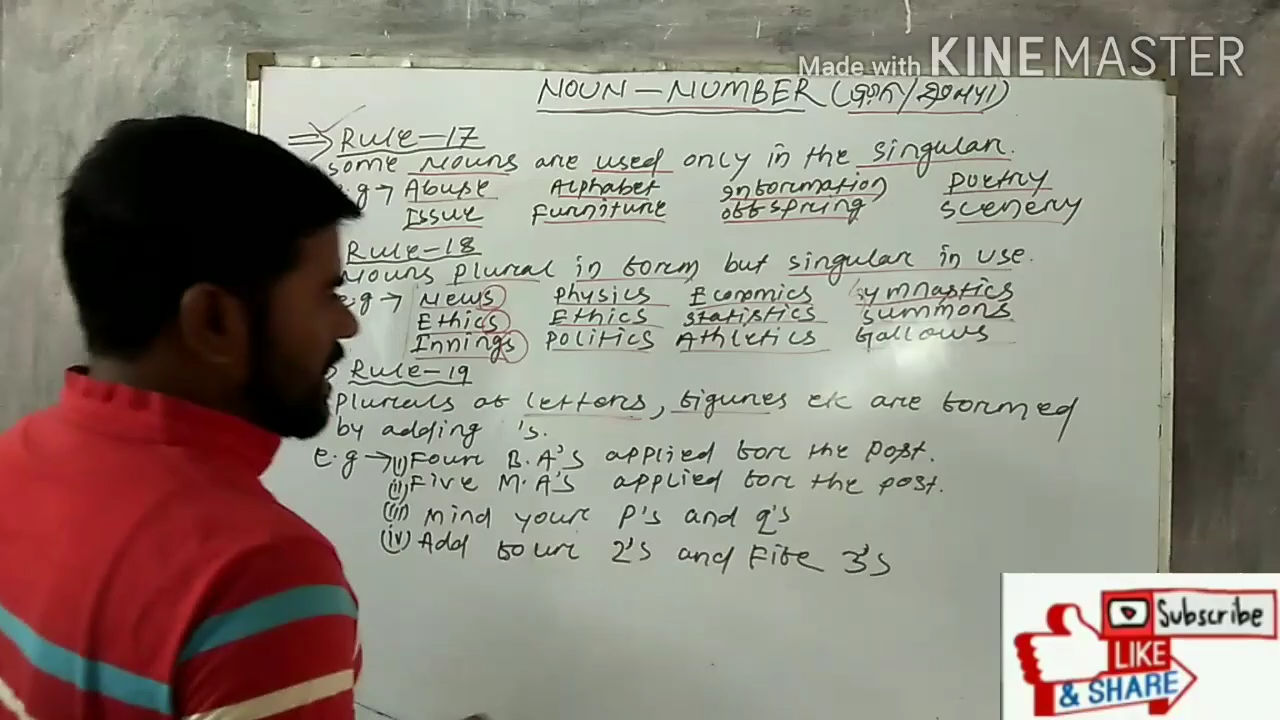 Made with KINEMASTER
NOUN - NUMBER (
⇒ Rule-17
some nouns are used only in the singular.
e.g → Abuse Alphabet information poetry
Issue Furniture offspring scenery
Rule-18
nouns plural in form but singular in use.
e.g → News Physics Economics Gymnastics
Ethics Ethics statistics summons
Innings Politics Athletics Gallows
Rule-19
Plurals of letters, figures etc are formed
by adding 's.
e.g → (i) Four B.A's applied for the post.
(ii) Five M.A's applied for the post.
(iii) Mind your P's and q's
(iv) Add four 2's and Five 3's
Subscribe
LIKE
& SHARE